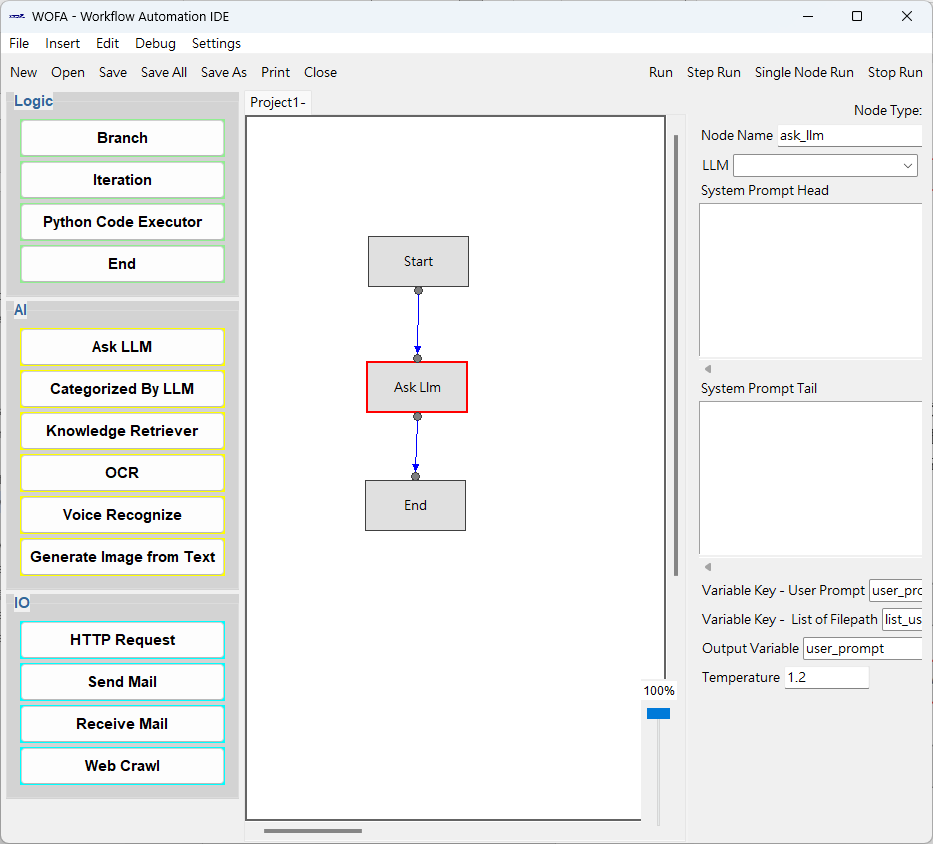 WOFA - Workflow Automation IDE
File Insert Edit Debug Settings
New Open Save Save All Save As Print Close Run Step Run Single Node Run Stop Run
Logic
Branch
Iteration
Python Code Executor
End
AI
Ask LLM
Categorized By LLM
Knowledge Retriever
OCR
Voice Recognize
Generate Image from Text
IO
HTTP Request
Send Mail
Receive Mail
Web Crawl
Project1-
Start
Ask Llm
End
100%
Node Type:
Node Name ask_llm
LLM
System Prompt Head
System Prompt Tail
Variable Key - User Prompt user_pro
Variable Key - List of Filepath list_us
Output Variable user_prompt
Temperature 1.2